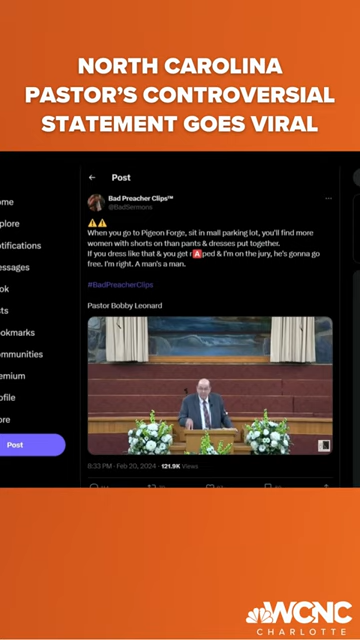 NORTH CAROLINA
PASTOR'S CONTROVERSIAL
STATEMENT GOES VIRAL
Post
Bad Preacher Clips™
@BadSermons
When you go to Pigeon Forge, sit in mall parking lot, you'll find more
women with shorts on than pants & dresses put together.
If you dress like that & you get r🅰ped & I'm on the jury, he's gonna go
free. I'm right. A man's a man.
#BadPreacherClips
Pastor Bobby Leonard
8:33 PM · Feb 20, 2024 · 121.9K Views
ome
plore
otifications
essages
ok
sts
ookmarks
ommunities
emium
ofile
ore
Post
WCNC
CHARLOTTE